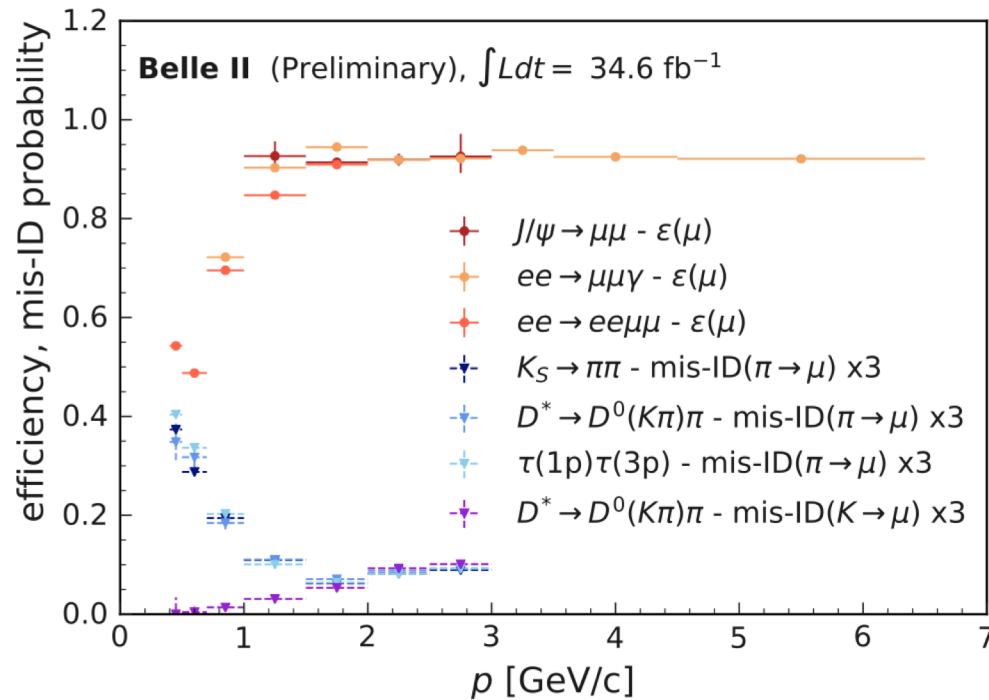 1.2
1.0
0.8
0.6
0.4
0.2
0.0
efficiency, mis-ID probability
Belle II (Preliminary), ∫Ldt = 34.6 fb⁻¹
J/ψ → μμ - ε(μ)
ee → μμγ - ε(μ)
ee → eeμμ - ε(μ)
K_S → ππ - mis-ID(π → μ) x3
D* → D⁰(Kπ)π - mis-ID(π → μ) x3
τ(1p)τ(3p) - mis-ID(π → μ) x3
D* → D⁰(Kπ)π - mis-ID(K → μ) x3
0 1 2 3 4 5 6 7
p [GeV/c]